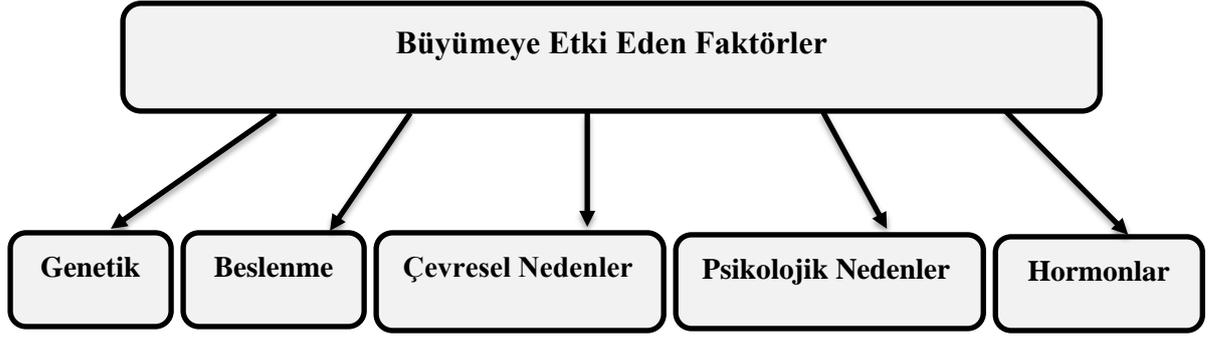 Büyümeye Etki Eden Faktörler
Genetik
Beslenme
Çevresel Nedenler
Psikolojik Nedenler
Hormonlar